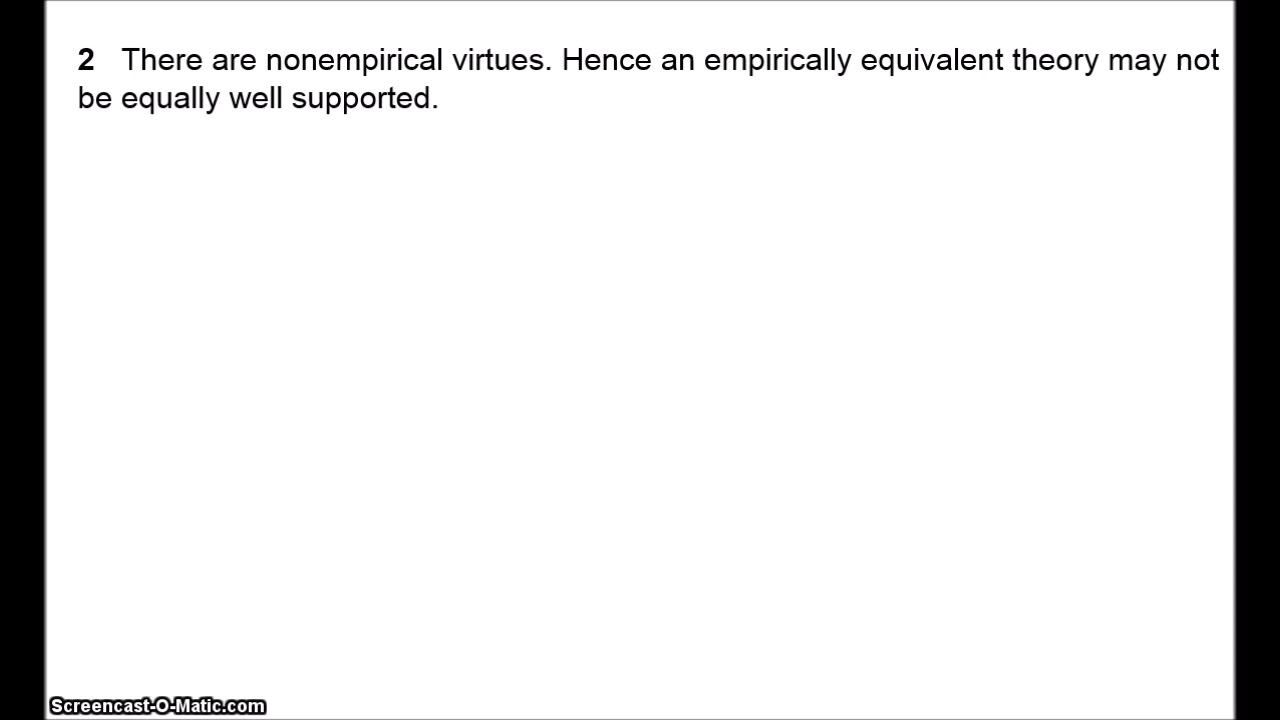 2 There are nonempirical virtues. Hence an empirically equivalent theory may not
be equally well supported.
Screencast-O-Matic.com